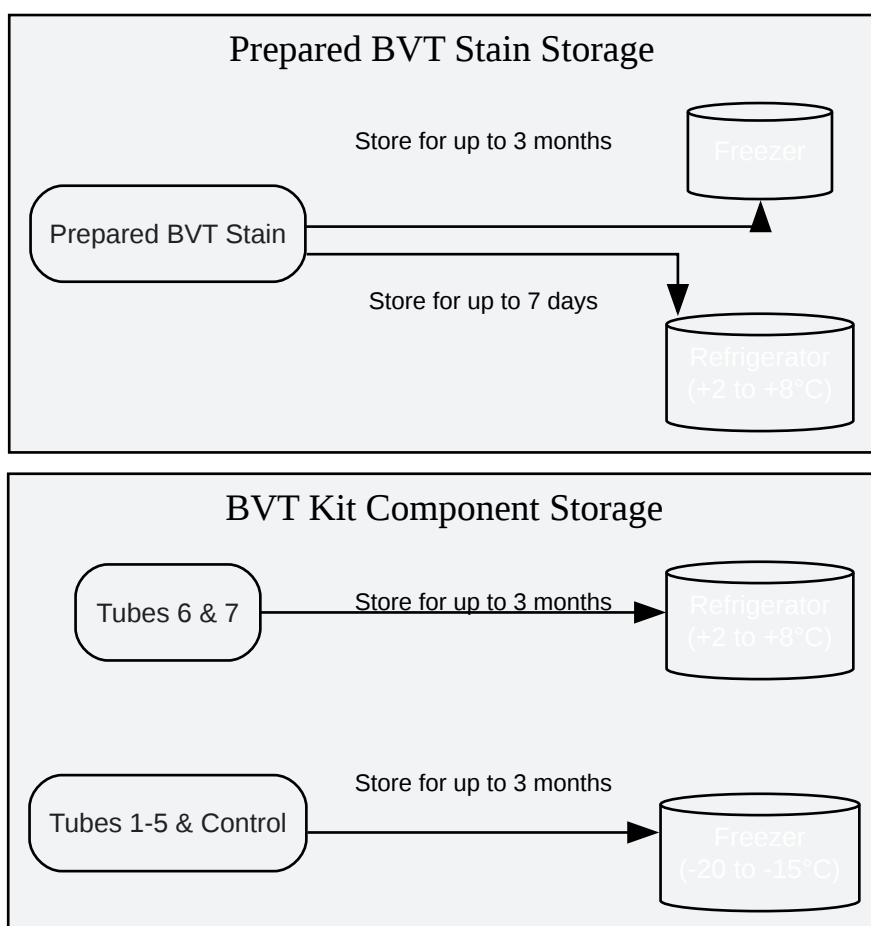 Prepared BVT Stain Storage
Store for up to 3 months
Freezer
Prepared BVT Stain
Store for up to 7 days
Refrigerator
(+2 to +8°C)
BVT Kit Component Storage
Tubes 6 & 7
Store for up to 3 months
Refrigerator
(+2 to +8°C)
Store for up to 3 months
Tubes 1-5 & Control
Freezer
(-20 to -15°C)